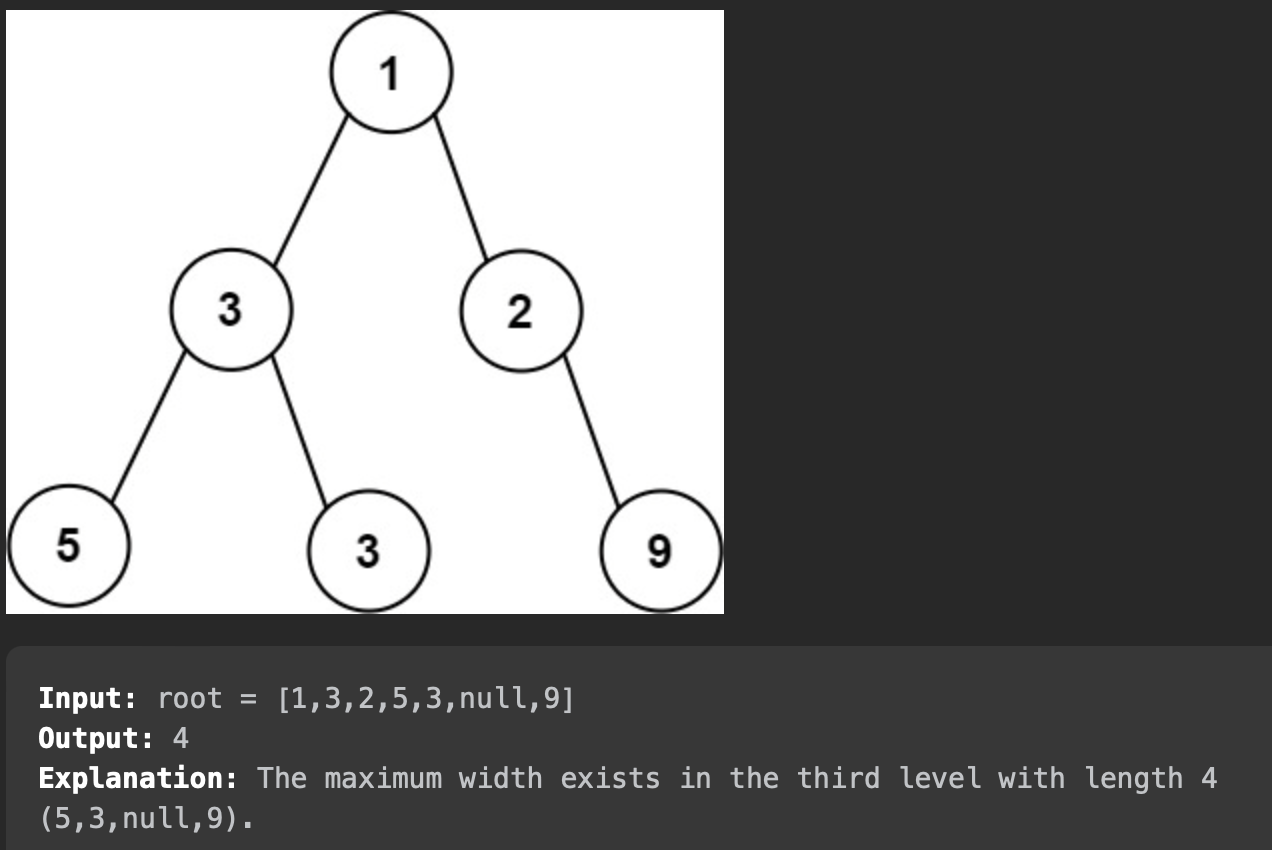 1
3
2
5
3
9
Input: root = [1,3,2,5,3,null,9]
Output: 4
Explanation: The maximum width exists in the third level with length 4
(5,3,null,9).